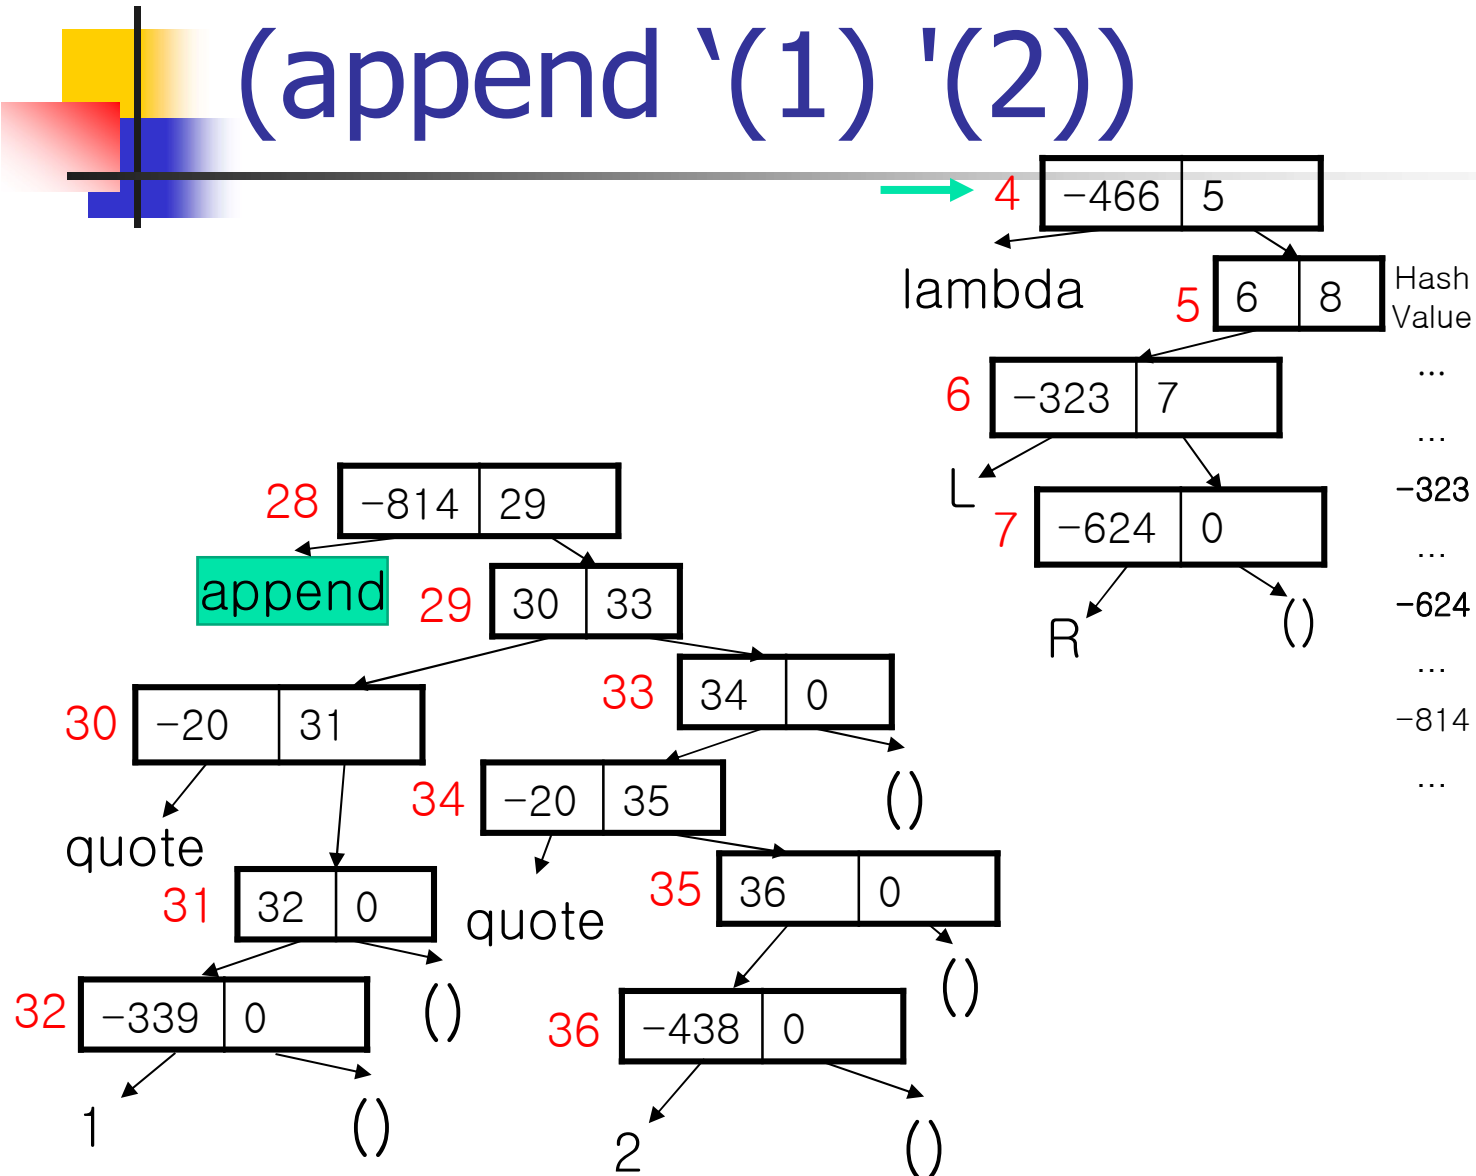 (append ‘(1) '(2))
4 -466 5
lambda
5 6 8
Hash
Value
...
6 -323 7
...
L
-323
28 -814 29
7 -624 0
...
append
29 30 33
-624
R
()
...
33 34 0
30 -20 31
-814
34 -20 35
()
...
quote
35 36 0
31 32 0
quote
()
()
32 -339 0
36 -438 0
1
()
2
()